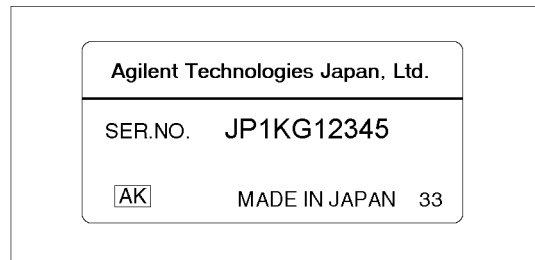 Agilent Technologies Japan, Ltd.
SER.NO. JP1KG12345
AK MADE IN JAPAN 33